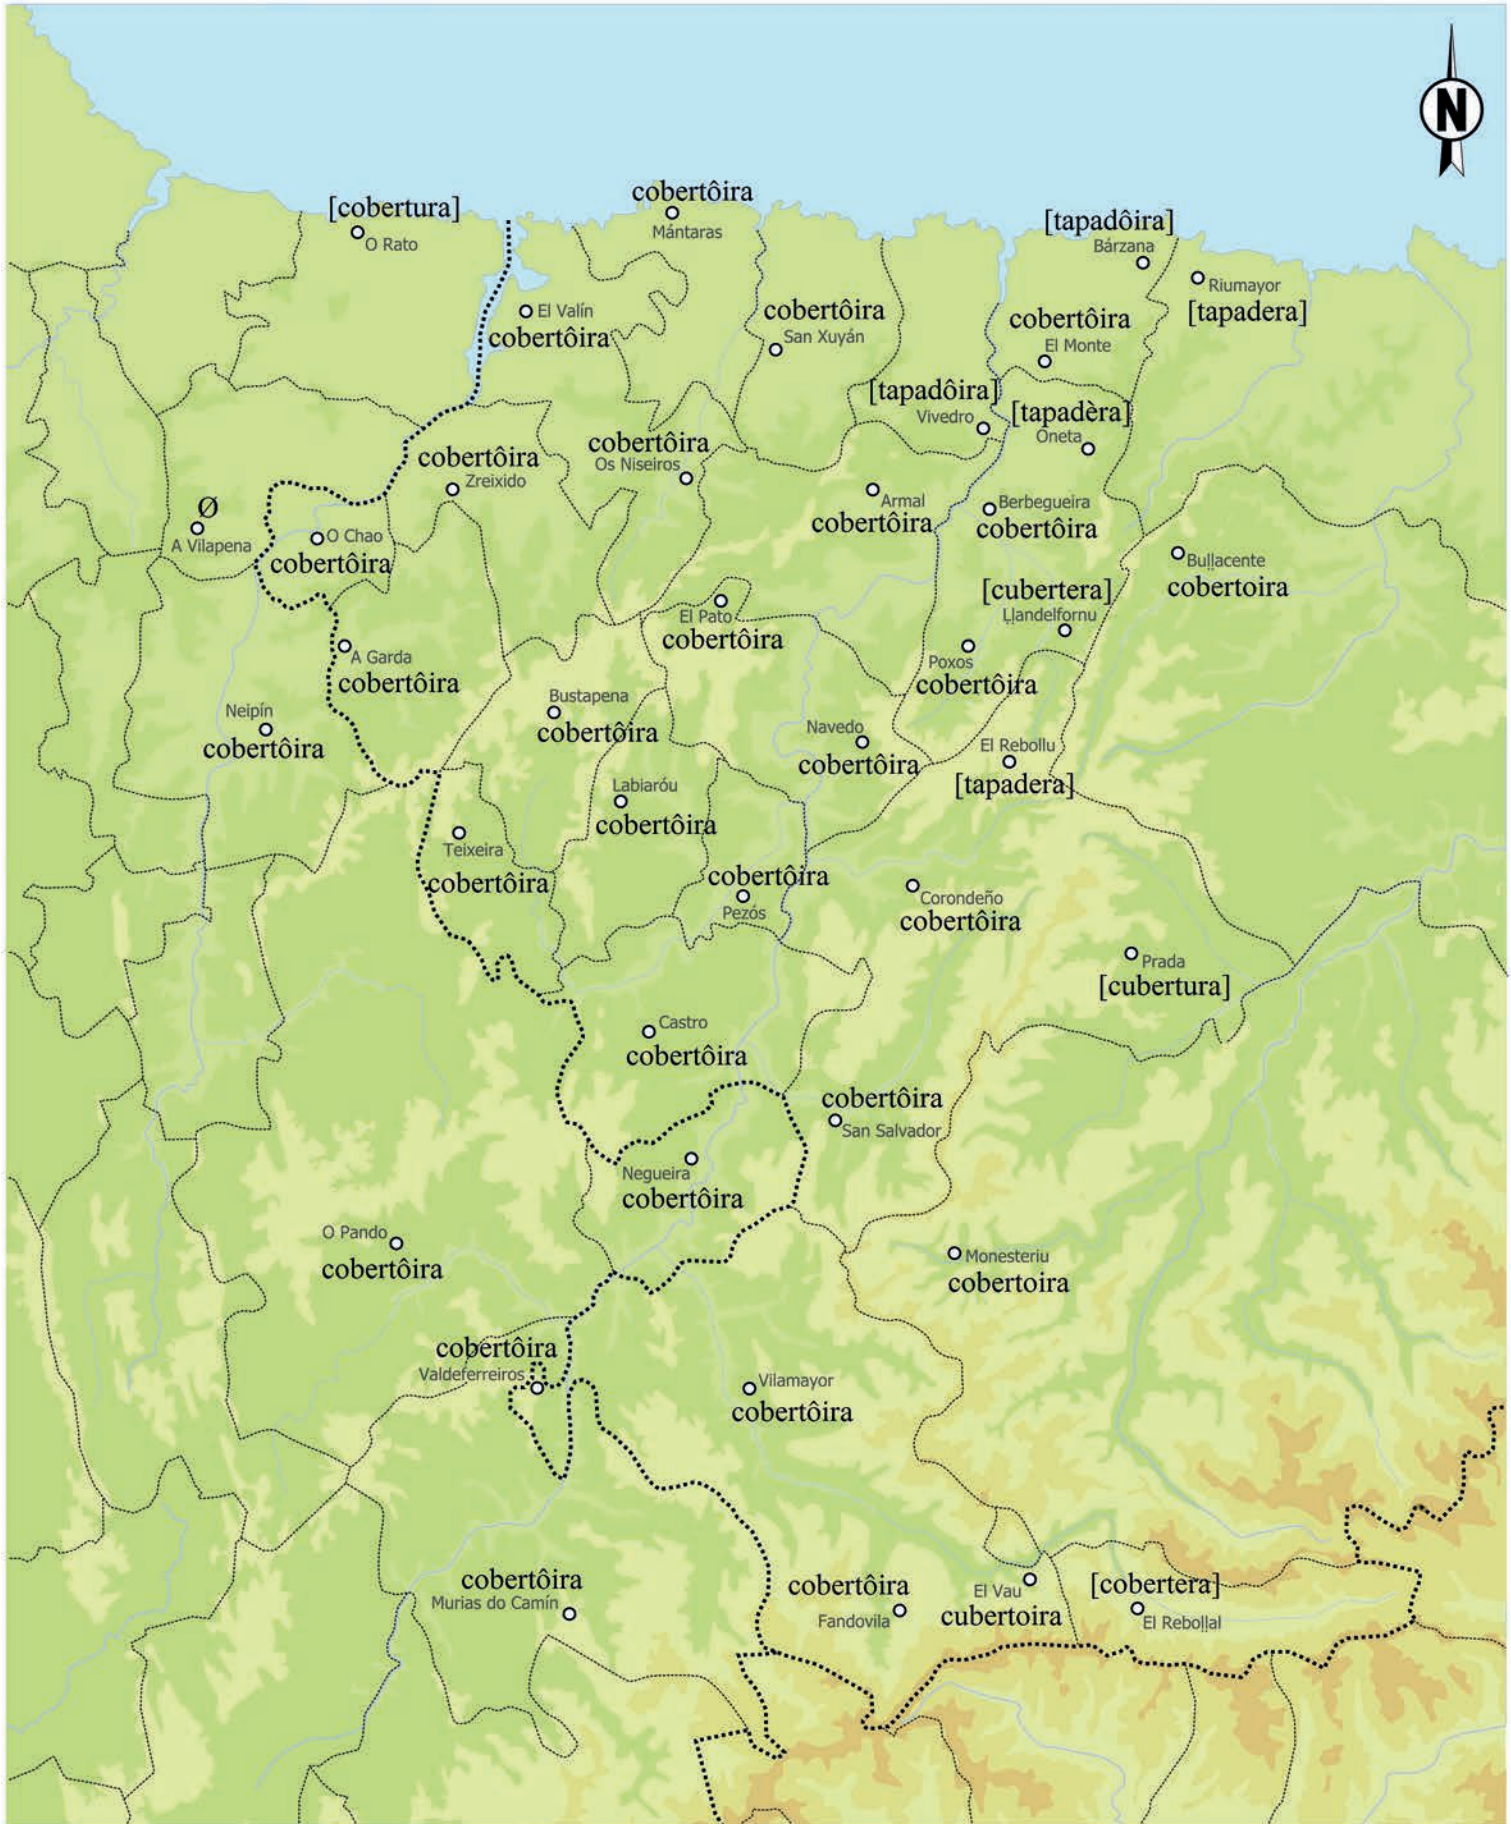 N
cobertôira
Mántaras
[cobertura]
O Rato
[tapadôira]
Bárzana
Riumayor
[tapadera]
El Valín
cobertôira
cobertôira
San Xuyán
cobertôira
El Monte
[tapadôira]
Vivedro
[tapadèra]
Óneta
cobertôira
Zreixido
cobertôira
Os Niseiros
Armal
cobertôira
Berbegueira
cobertôira
Ø
A Vilapena
O Chao
cobertôira
Buḷḷacente
cobertoira
[cubertera]
Ḷḷandelfornu
El Pato
cobertôira
A Garda
cobertôira
Poxos
cobertôira
Neipín
cobertôira
Bustapena
cobertôira
Navedo
cobertôira
El Rebollu
[tapadera]
Labiaróu
cobertôira
Teixeira
cobertôira
cobertôira
Pezós
Corondeño
cobertôira
Prada
[cubertura]
Castro
cobertôira
cobertôira
San Salvador
Negueira
cobertôira
O Pando
cobertôira
Monesteriu
cobertoira
cobertôira
Valdeferreiros
Vilamayor
cobertôira
cobertôira
Murias do Camín
cobertôira
Fandovila
El Vau
cubertoira
[cobertera]
El Reboḷḷal